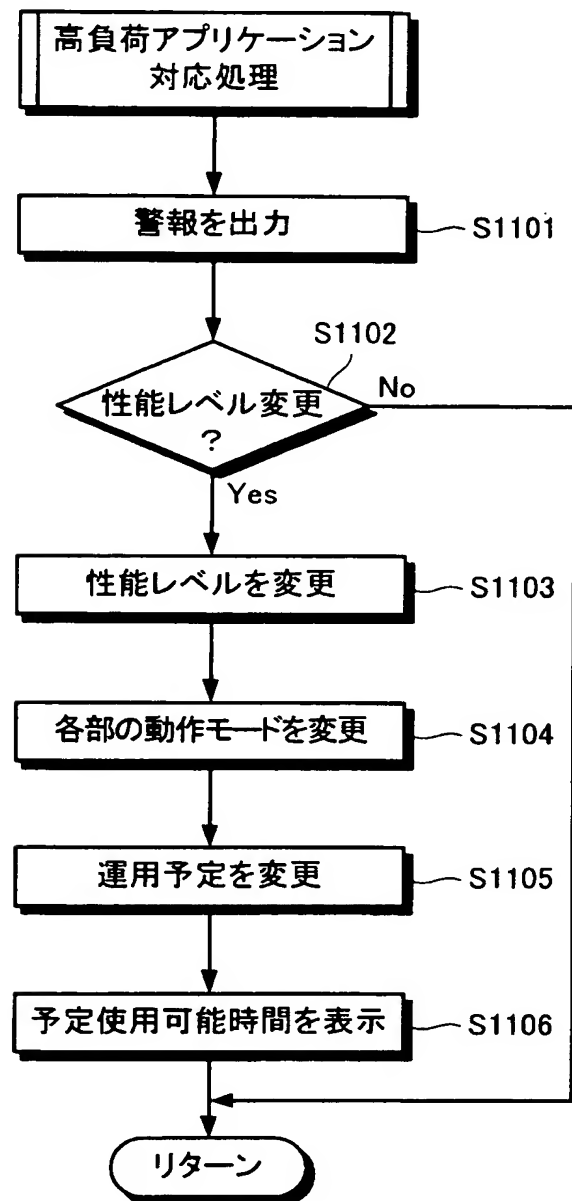 高負荷アプリケーション
対応処理
警報を出力
S1101
S1102
性能レベル変更
?
No
Yes
性能レベルを変更
S1103
各部の動作モードを変更
S1104
運用予定を変更
S1105
予定使用可能時間を表示
S1106
リターン